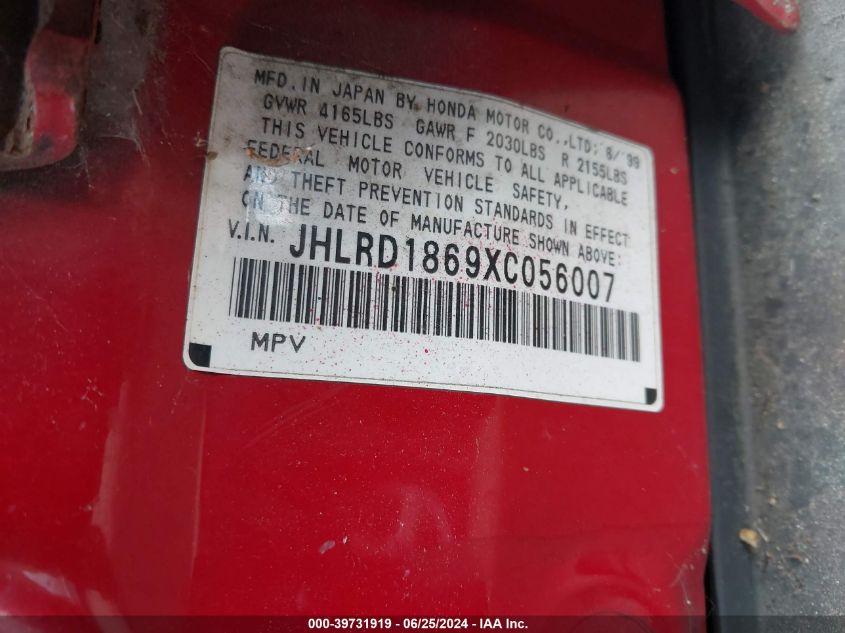 MFD. IN JAPAN BY HONDA MOTOR CO.,LTD; 8/'99
GVWR 4165LBS GAWR F 2030LBS R 2155LBS
THIS VEHICLE CONFORMS TO ALL APPLICABLE
FEDERAL MOTOR VEHICLE SAFETY,
AND THEFT PREVENTION STANDARDS IN EFFECT
ON THE DATE OF MANUFACTURE SHOWN ABOVE:
V.I.N. JHLRD1869XC056007
MPV
000-39731919 - 06/25/2024 - IAA Inc.